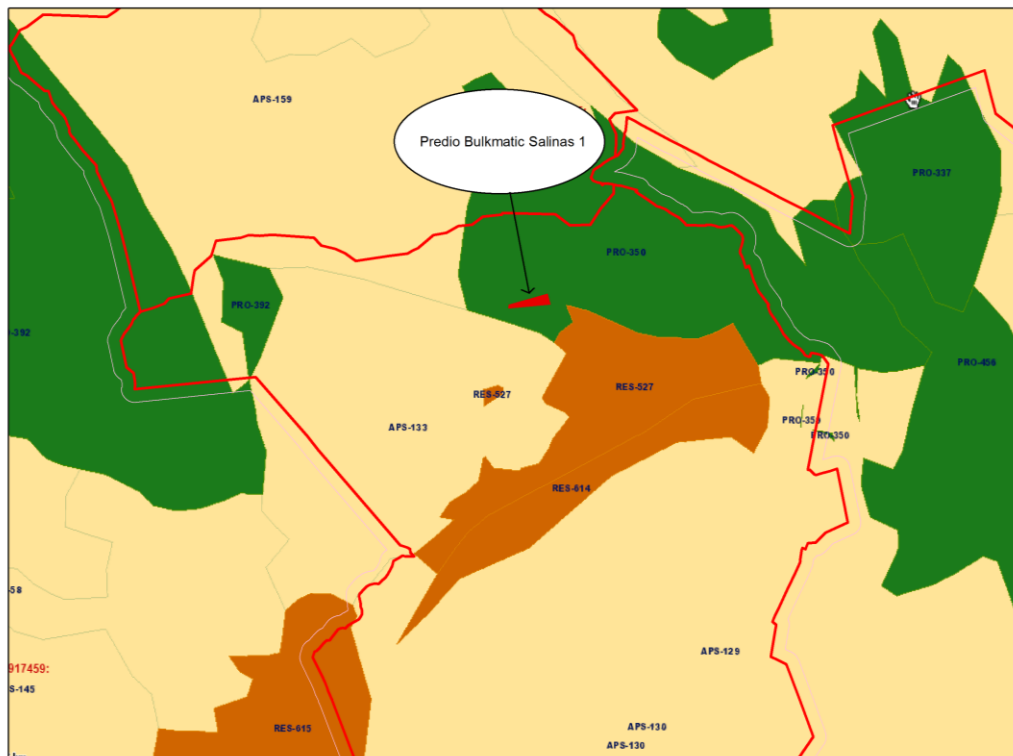 APS-159
Predio Bulkmatic Salinas 1
PRO-337
PRO-350
PRO-392
-392
PRO-456
PRO-350
RES-527
RES-527
PRO-350
APS-133
PRO-350
RES-614
-58
APS-129
917459:
S-145
RES-615
APS-130
APS-130